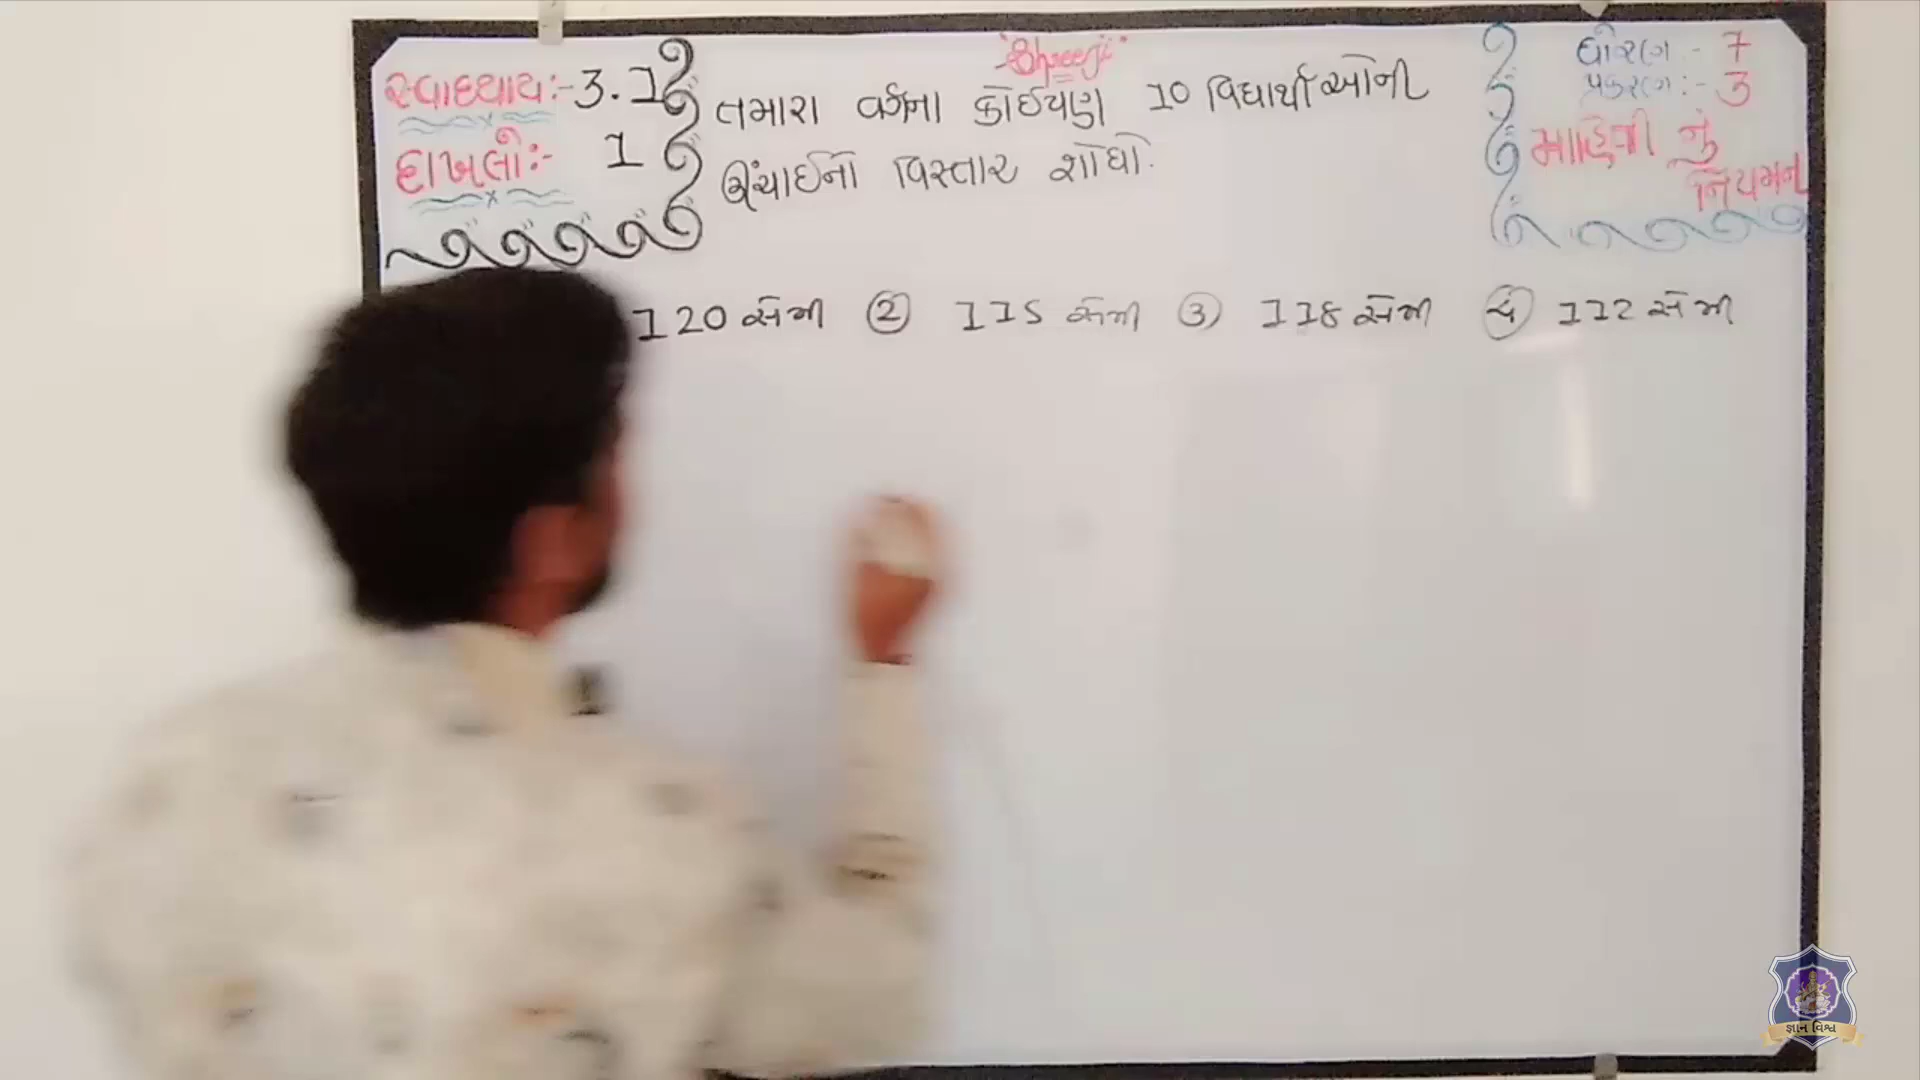 "Shreeji"
સ્વાધ્યાય:- 3.1
દાખલો:- 1
તમારા વર્ગના કોઈપણ 10 વિદ્યાર્થીઓની
ઊંચાઈનો વિસ્તાર શોધો.
ધોરણ:- 7
પ્રકરણ:- 3
માહિતી નું
નિયમન
120 સેમી ② 115 સેમી ③ 118 સેમી ④ 112 સેમી
જ્ઞાન વિશ્વ